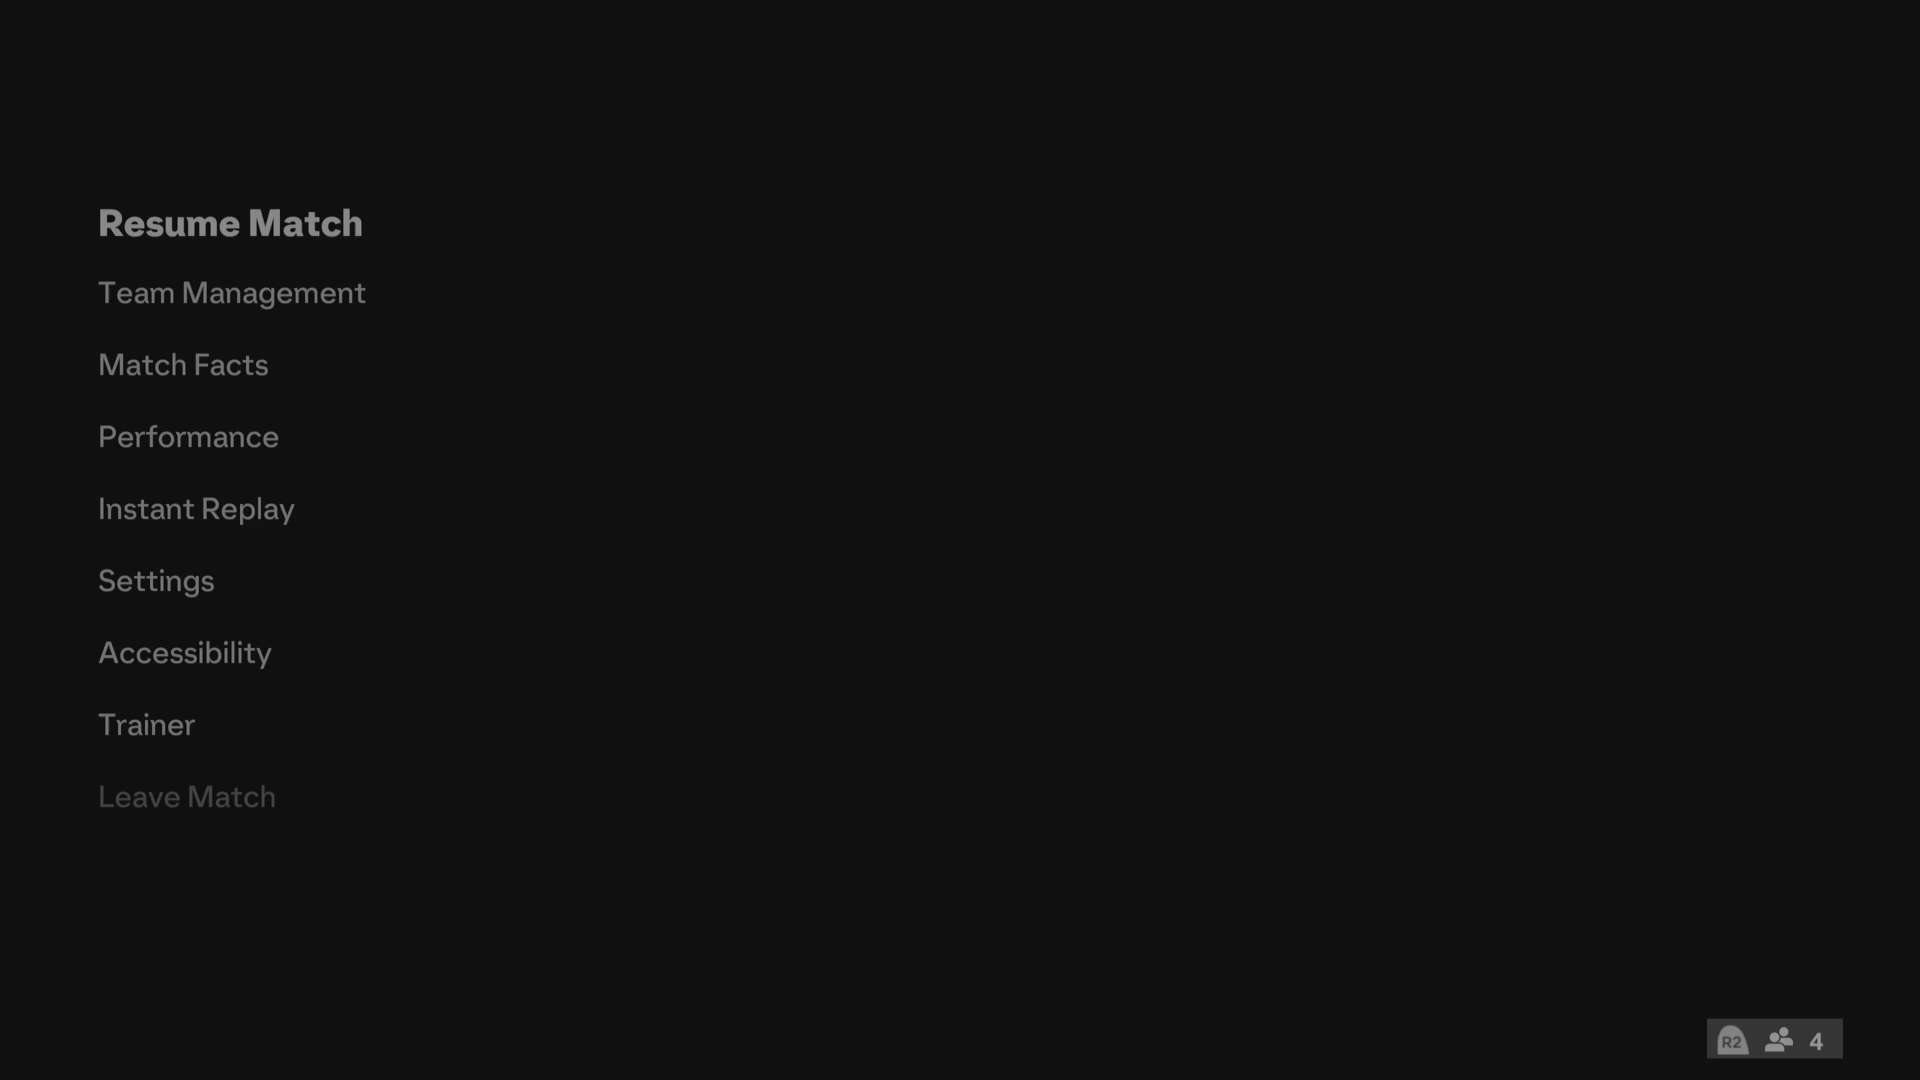 Resume Match
Team Management
Match Facts
Performance
Instant Replay
Settings
Accessibility
Trainer
Leave Match
R2 4